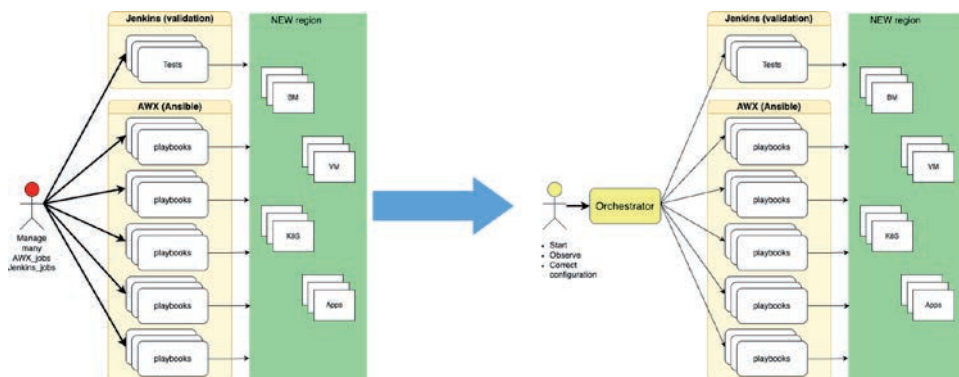 Jenkins (validation)
Tests
AWX (Ansible)
playbooks
playbooks
playbooks
playbooks
playbooks
NEW region
BM
VM
K8S
Apps
Manage
many
AWX_jobs
Jenkins_jobs
Start
Observe
Correct
configuration
Orchestrator
Jenkins (validation)
Tests
AWX (Ansible)
playbooks
playbooks
playbooks
playbooks
playbooks
NEW region
BM
VM
K8S
Apps